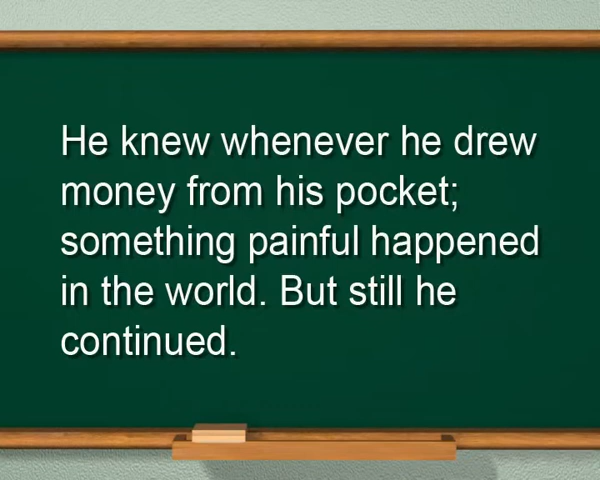 He knew whenever he drew
money from his pocket;
something painful happened
in the world. But still he
continued.